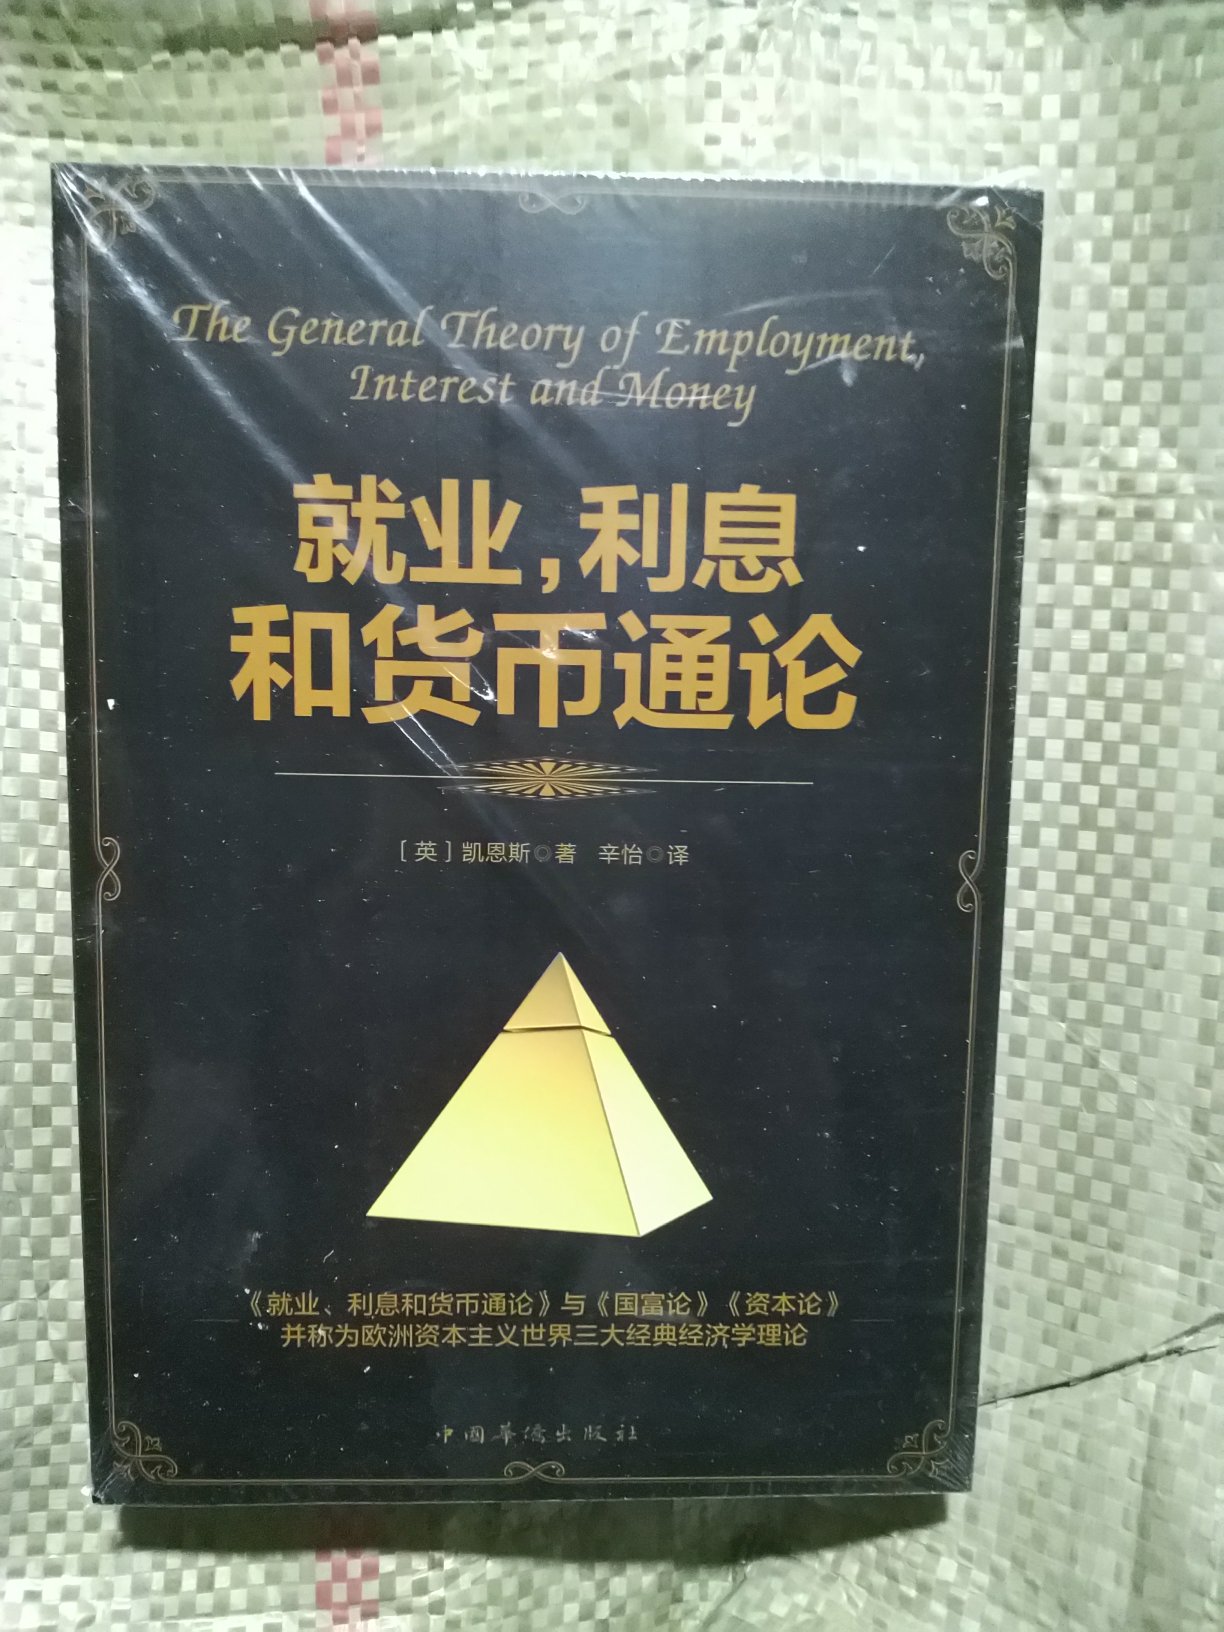 The General Theory of Employment,
Interest and Money
就业,利息
和货币通论
[英]凯恩斯◎著 辛怡◎译
《就业、利息和货币通论》与《国富论》《资本论》
并称为欧洲资本主义世界三大经典经济学理论
中国华侨出版社